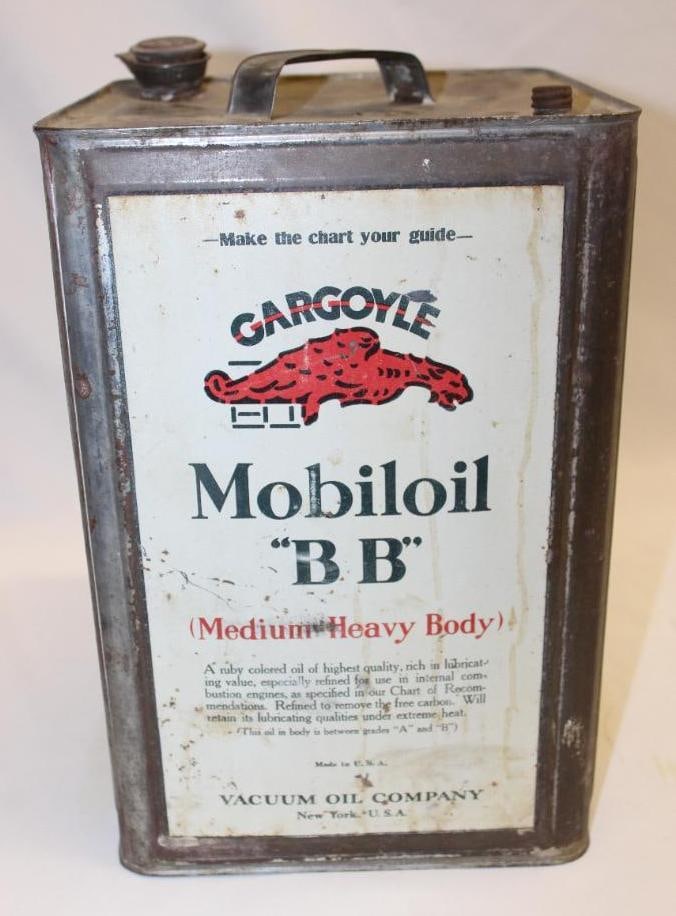 —Make the chart your guide—
GARGOYLE
Mobiloil
"BB"
(Medium Heavy Body)
A ruby colored oil of highest quality, rich in lubricat-
ing value, especially refined for use in internal com-
bustion engines, as specified in our Chart of Recom-
mendations. Refined to remove the free carbon. Will
retain its lubricating qualities under extreme heat.
(This oil in body is between grades "A" and "B")
Made in U.S.A.
VACUUM OIL COMPANY
New York, U.S.A.